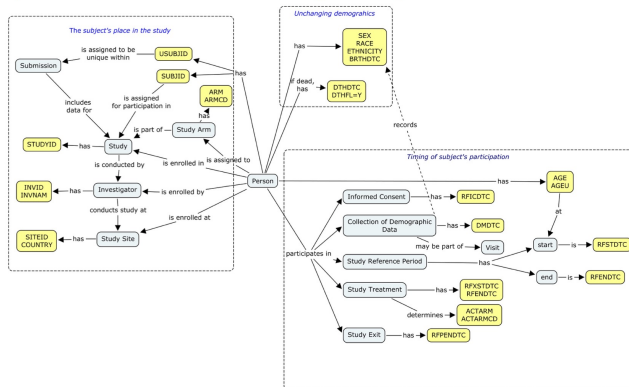 The subject's place in the study
Unchanging demograhics
is assigned to be
unique within
USUBJID
Submission
SUBJID
has
is assigned
for participation in
ARM
ARMCD
includes
data for
has
is part of
Study Arm
STUDYID
has
Study
is enrolled in
is assigned to
is conducted by
INVID
INVNAM
has
Investigator
is enrolled by
Person
conducts study at
is enrolled at
SITEID
COUNTRY
has
Study Site
has
SEX
RACE
ETHNICITY
BRTHDTC
if dead,
has
DTHDTC
DTHFL=Y
records
Timing of subject's participation
has
AGE
AGEU
Informed Consent
has
RFICDTC
at
Collection of Demographic
Data
has
DMDTC
may be part of
Visit
start
is
RFSTDTC
participates in
Study Reference Period
has
end
is
RFENDTC
Study Treatment
has
RFXSTDTC
RFENDTC
determines
ACTARM
ACTARMCD
Study Exit
has
RFPENDTC